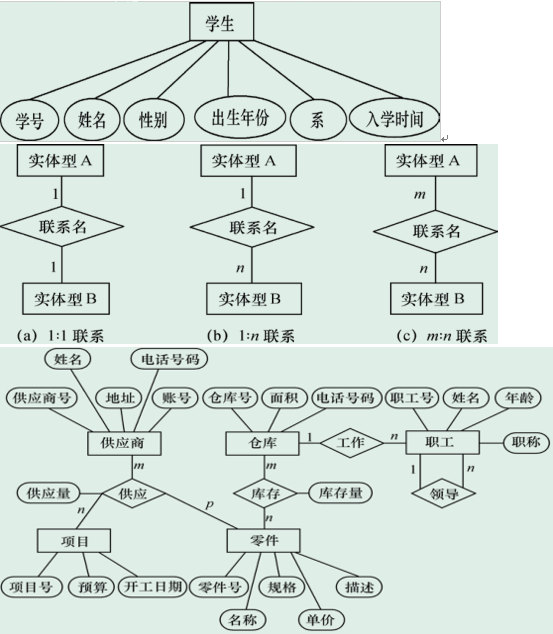 学生
学号 姓名 性别 出生年份 系 入学时间
实体型 A 实体型 A 实体型 A
1 1 m
联系名 联系名 联系名
1 n n
实体型 B 实体型 B 实体型 B
(a) 1:1 联系 (b) 1:n 联系 (c) m:n 联系
姓名 电话号码
供应商号 地址 账号 仓库号 面积 电话号码 职工号 姓名 年龄
供应商 仓库 1 工作 n 职工 职称
m m 1 n
供应量 供应 库存 库存量 领导
n p n
项目 零件
项目号 预算 开工日期 零件号 规格 描述
名称 单价